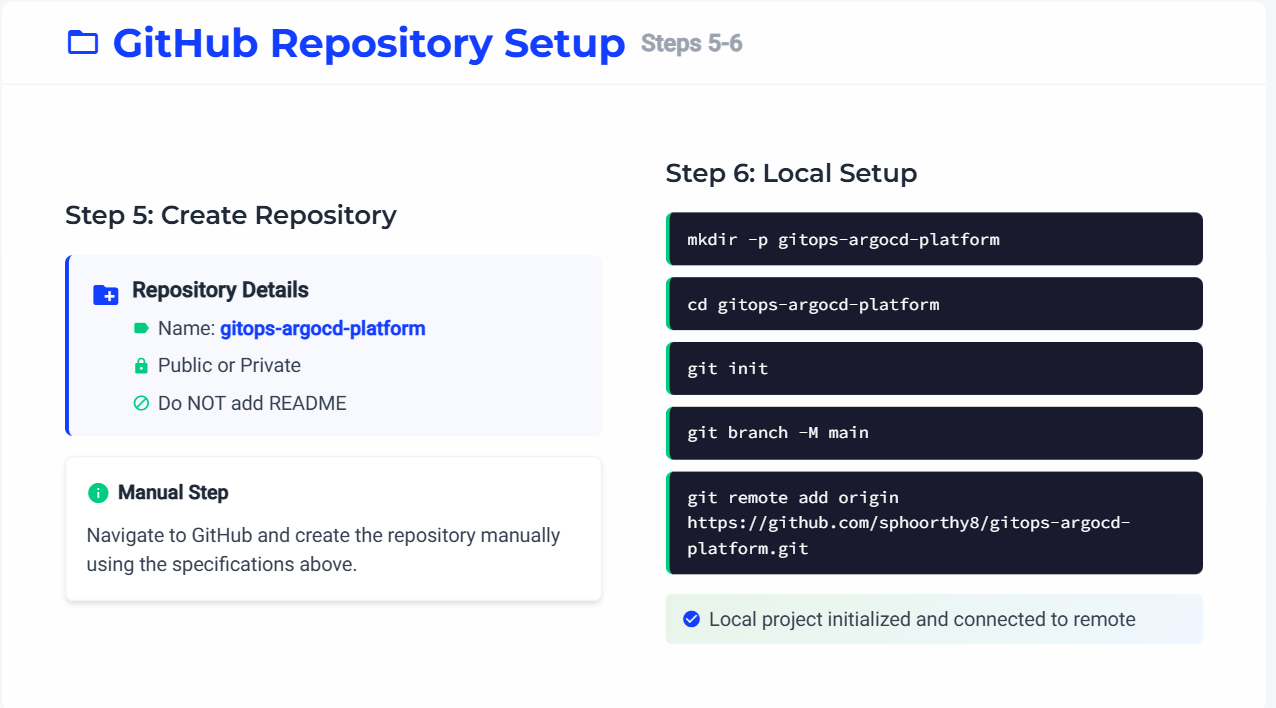 GitHub Repository Setup Steps 5-6
Step 5: Create Repository
Repository Details
Name: gitops-argocd-platform
Public or Private
Do NOT add README
Manual Step
Navigate to GitHub and create the repository manually
using the specifications above.
Step 6: Local Setup
mkdir -p gitops-argocd-platform
cd gitops-argocd-platform
git init
git branch -M main
git remote add origin
https://github.com/sphoorthy8/gitops-argocd-
platform.git
Local project initialized and connected to remote